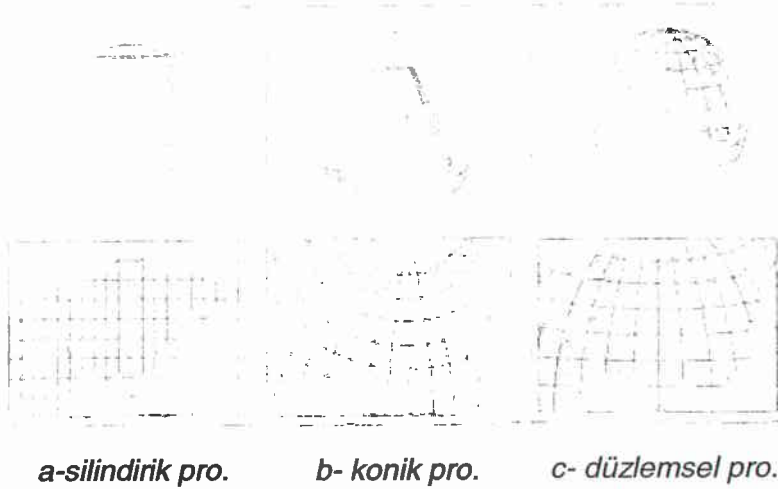 a-silindirik pro. b- konik pro. c- düzlemsel pro.